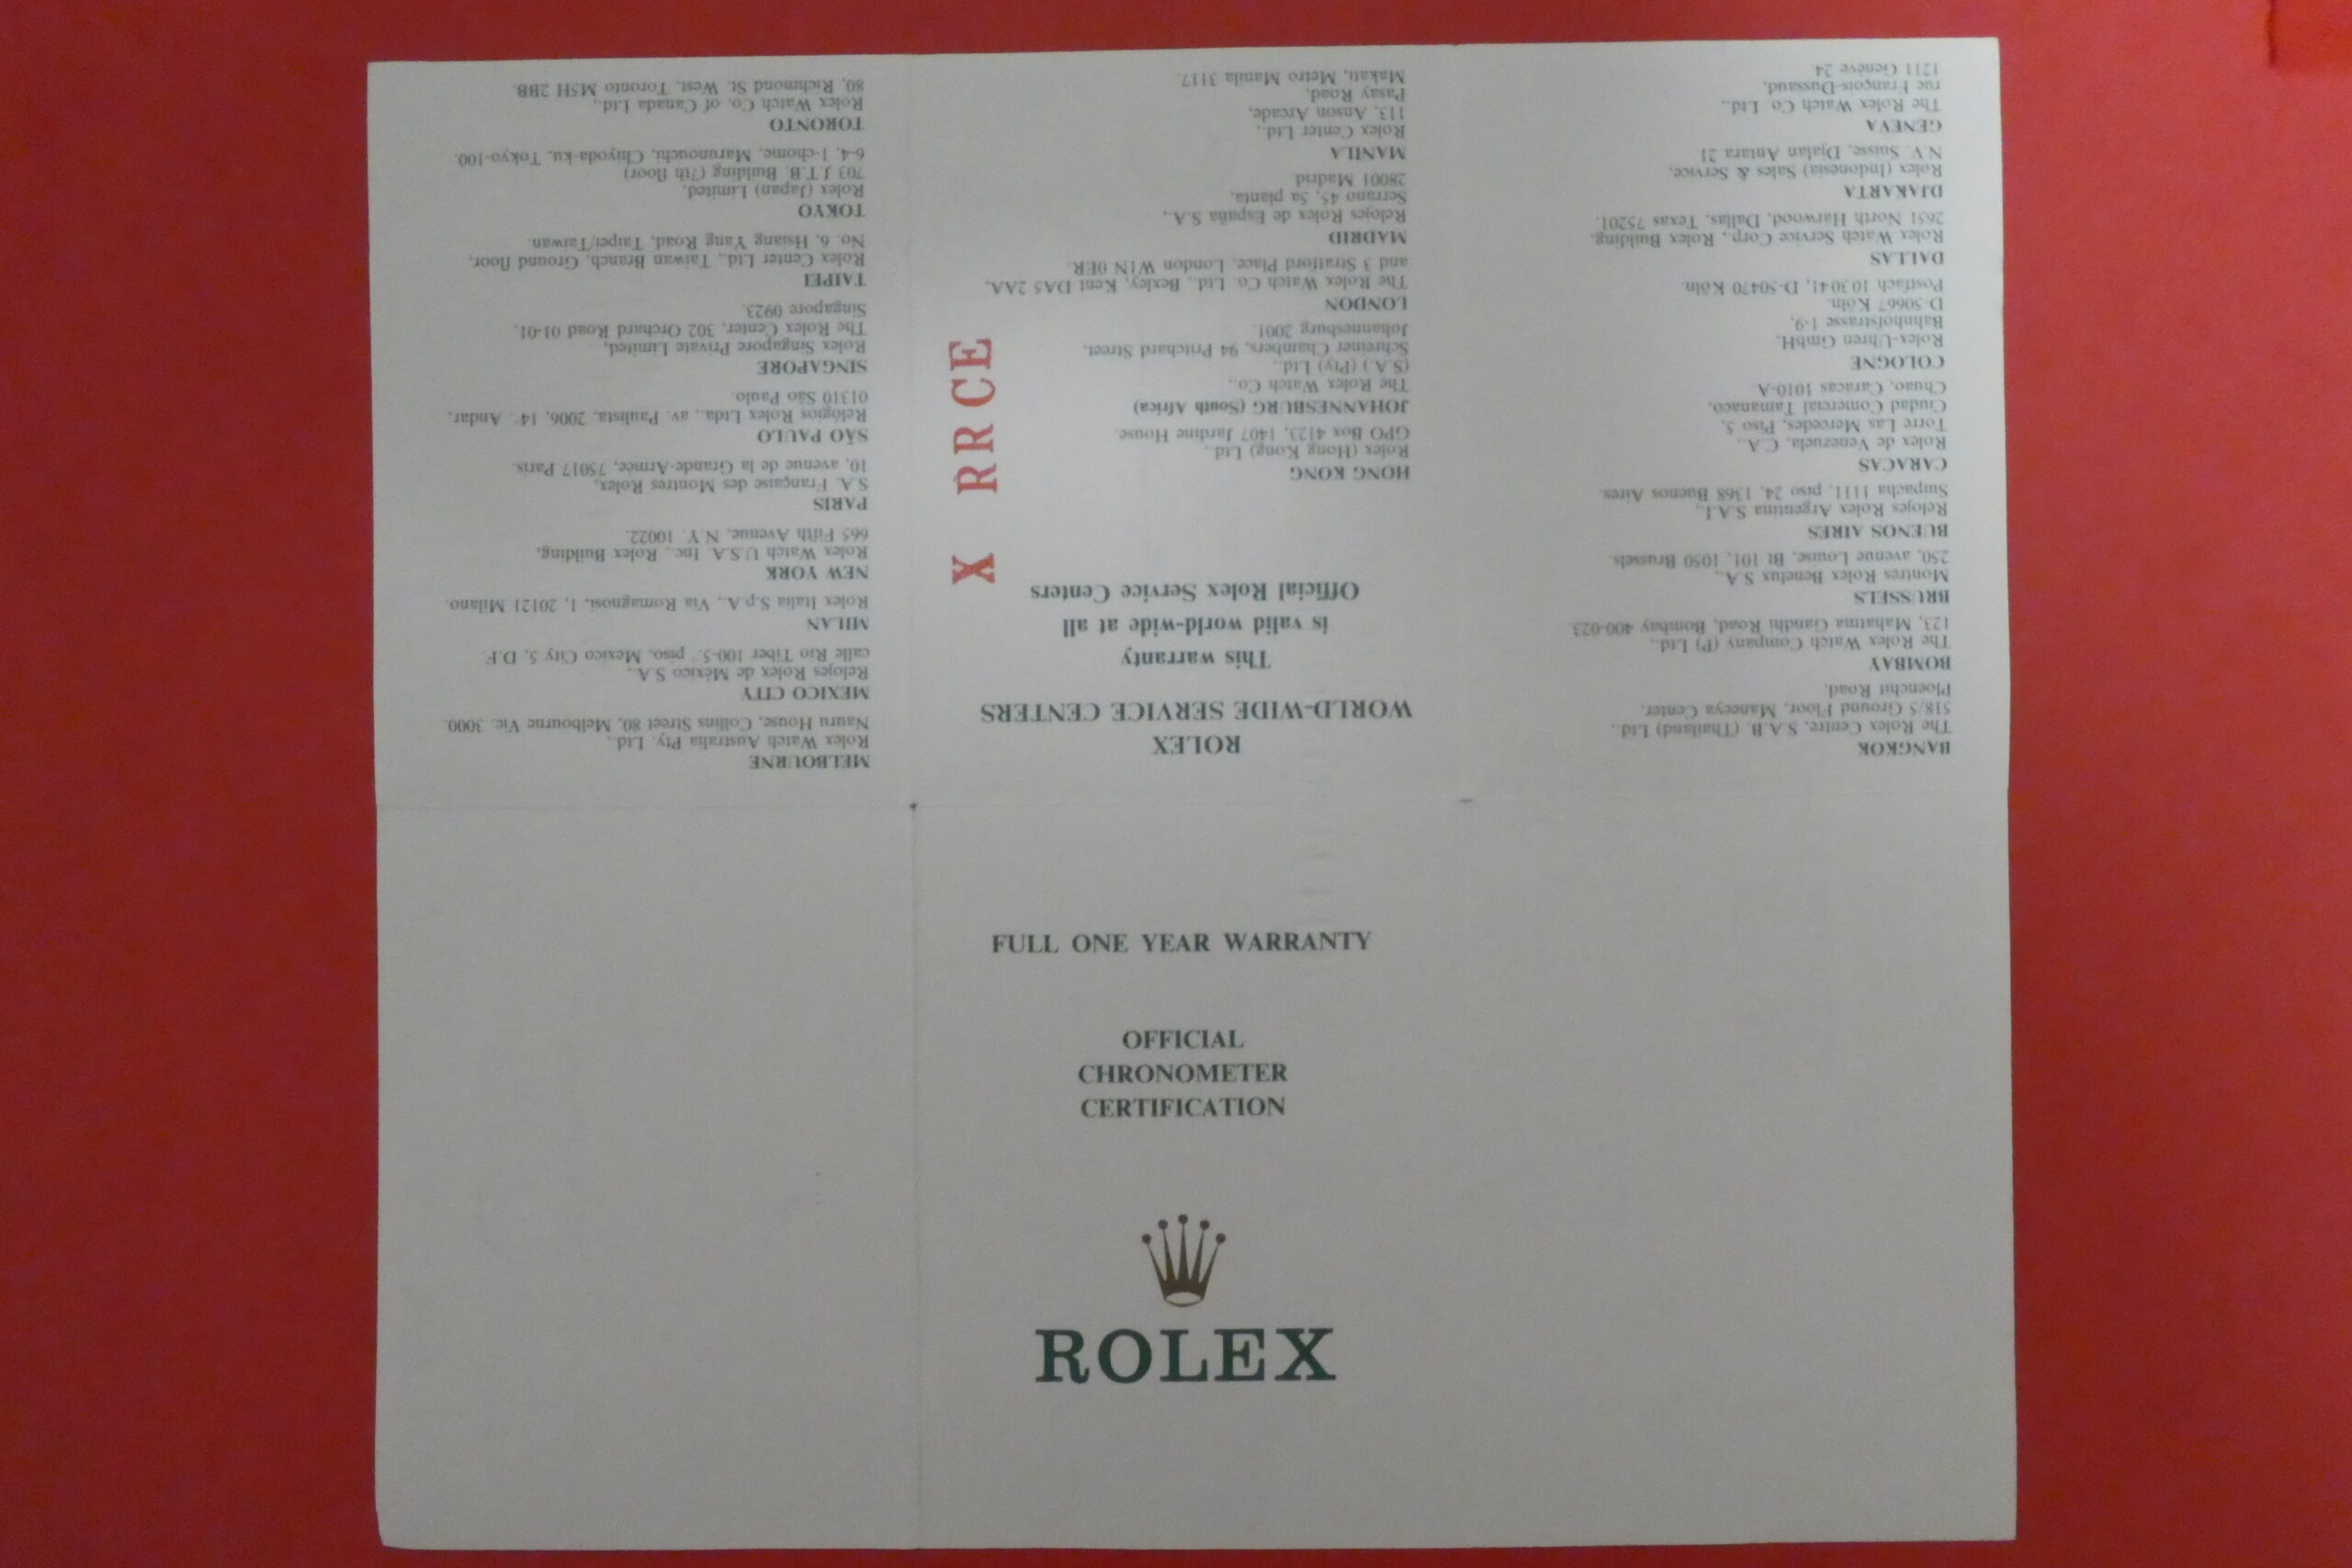 FULL ONE YEAR WARRANTY
OFFICIAL
CHRONOMETER
CERTIFICATION
ROLEX
BANGKOK
The Rolex Centre, S.A.B. (Thailand) Ltd.,
518/5 Ground Floor, Maneeya Center,
Ploenchit Road.
BOMBAY
The Rolex Watch Company (P) Ltd.,
123, Mahatma Gandhi Road, Bombay 400-023.
BRUSSELS
Montres Rolex Benelux S.A.,
250, avenue Louise, Bt 101, 1050 Brussels.
BUENOS AIRES
Relojes Rolex Argentina S.A.I.,
Suipacha 1111, piso 24, 1368 Buenos Aires.
CARACAS
Rolex de Venezuela, C.A.,
Torre Las Mercedes, Piso 5,
Ciudad Comercial Tamanaco,
Chuao, Caracas 1010-A.
COLOGNE
Rolex-Uhren GmbH,
Bahnhofstrasse 1-9,
D-50667 Köln.
Postfach 103041, D-50470 Köln.
DALLAS
Rolex Watch Service Corp., Rolex Building,
2651 North Harwood, Dallas, Texas 75201.
DJAKARTA
Rolex (Indonesia) Sales & Service,
N.V. Suisse, Djalan Antara 21
GENEVA
The Rolex Watch Co. Ltd.,
rue François-Dussaud,
1211 Genève 24.
ROLEX
WORLD-WIDE SERVICE CENTERS
This warranty
is valid world-wide at all
Official Rolex Service Centers
X RRCE
HONG KONG
Rolex (Hong Kong) Ltd.,
GPO Box 4123, 1407 Jardine House.
JOHANNESBURG (South Africa)
The Rolex Watch Co.,
(S.A.) (Pty) Ltd.,
Schreiner Chambers, 94 Pritchard Street,
Johannesburg 2001.
LONDON
The Rolex Watch Co. Ltd., Bexley, Kent DA5 2AA,
and 3 Stratford Place, London W1N 0ER.
MADRID
Relojes Rolex de España S.A.,
Serrano 45, 5a planta,
28001 Madrid.
MANILA
Rolex Center Ltd.,
113, Anson Arcade,
Pasay Road,
Makati, Metro Manila 3117.
MELBOURNE
Rolex Watch Australia Pty. Ltd.,
Nauru House, Collins Street 80, Melbourne Vic. 3000.
MEXICO CITY
Relojes Rolex de México S.A.,
calle Rio Tiber 100-5.º piso, Mexico City 5, D.F.
MILAN
Rolex Italia S.p.A., Via Romagnosi, 1, 20121 Milano.
NEW YORK
Rolex Watch U.S.A. Inc., Rolex Building,
665 Fifth Avenue, N.Y. 10022.
PARIS
S.A. Française des Montres Rolex,
10, avenue de la Grande-Armée, 75017 Paris.
SÃO PAULO
Relógios Rolex Ltda., av. Paulista, 2006, 14º Andar,
01310 São Paulo.
SINGAPORE
Rolex Singapore Private Limited,
The Rolex Center, 302 Orchard Road 01-01,
Singapore 0923.
TAIPEI
Rolex Center Ltd., Taiwan Branch, Ground floor,
No. 6, Hsiang Yang Road, Taipei/Taiwan.
TOKYO
Rolex (Japan) Limited,
703 J.T.B. Building (7th floor)
6-4, 1-chome, Marunouchi, Chiyoda-ku, Tokyo-100.
TORONTO
Rolex Watch Co. of Canada Ltd.,
80, Richmond St. West, Toronto M5H 2BB.